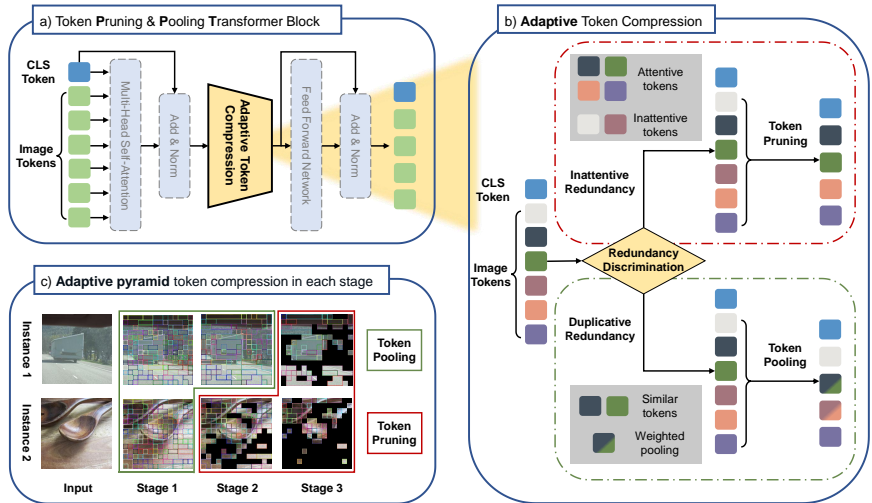 a) Token Pruning & Pooling Transformer Block
CLS
Token
Image
Tokens
Multi-Head Self-Attention
Add & Norm
Adaptive Token
Compression
Feed Forward Network
Add & Norm
b) Adaptive Token Compression
Attentive
tokens
Inattentive
tokens
Token
Pruning
Inattentive
Redundancy
CLS
Token
Image
Tokens
Redundancy
Discrimination
Duplicative
Redundancy
Token
Pooling
Similar
tokens
Weighted
pooling
c) Adaptive pyramid token compression in each stage
Instance 1
Instance 2
Token
Pooling
Token
Pruning
Input
Stage 1
Stage 2
Stage 3